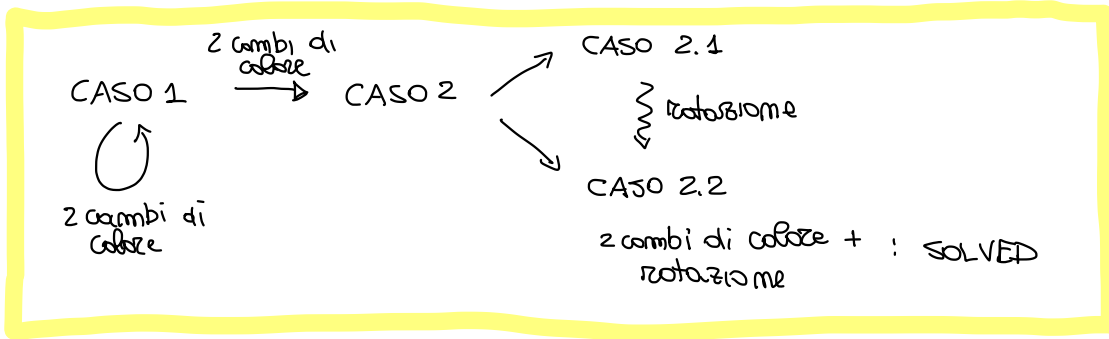 2 cambi di
colore
CASO 1
CASO 2
2 cambi di
colore
CASO 2.1
rotazione
CASO 2.2
2 cambi di colore + : SOLVED
rotazione